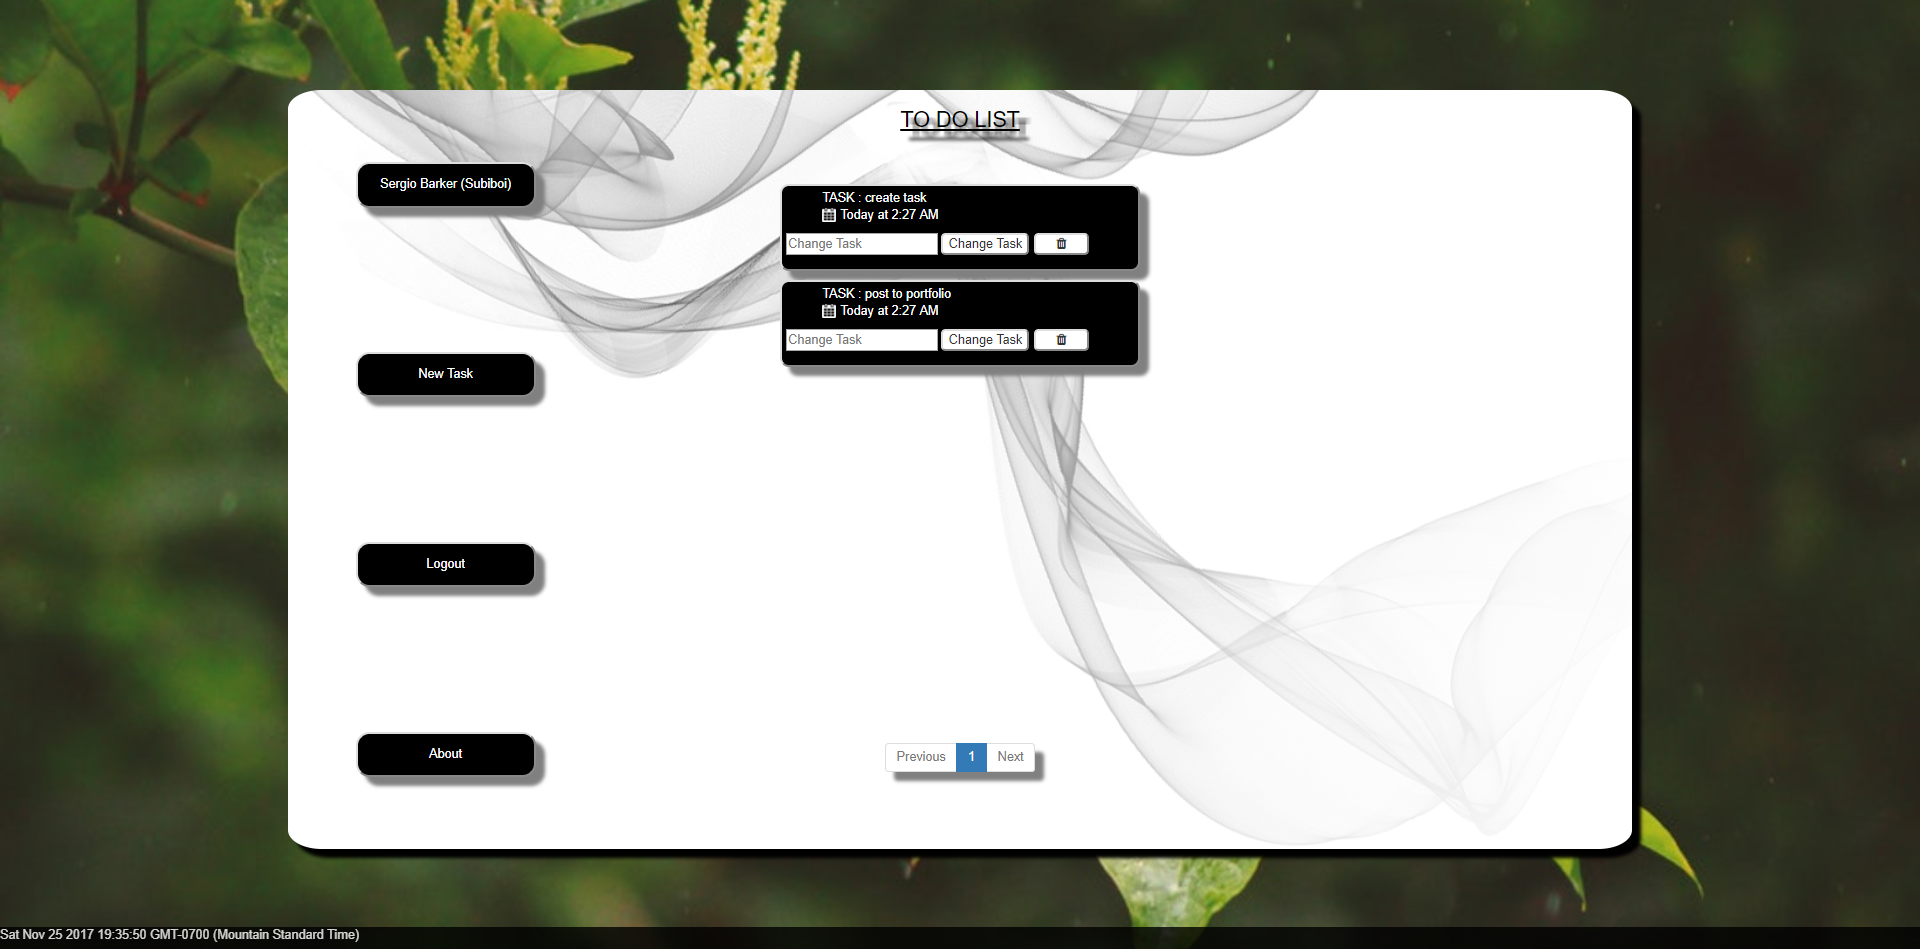 TO DO LIST
Sergio Barker (Subiboi)
New Task
Logout
About
TASK : create task
Today at 2:27 AM
Change Task Change Task
TASK : post to portfolio
Today at 2:27 AM
Change Task Change Task
Previous 1 Next
Sat Nov 25 2017 19:35:50 GMT-0700 (Mountain Standard Time)